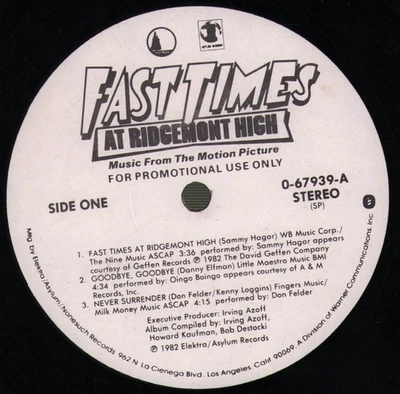 FAST TIMES
AT RIDGEMONT HIGH
Music From The Motion Picture
FOR PROMOTIONAL USE ONLY
SIDE ONE
0-67939-A
STEREO
(SP)
1. FAST TIMES AT RIDGEMONT HIGH (Sammy Hagar) WB Music Corp./
The Nine Music ASCAP 3:36 performed by: Sammy Hagar appears
courtesy of Geffen Records ℗ 1982 The David Geffen Company
2. GOODBYE, GOODBYE (Danny Elfman) Little Maestro Music BMI
4:34 performed by: Oingo Boingo appears courtesy of A & M
Records, Inc.
3. NEVER SURRENDER (Don Felder/Kenny Loggins) Fingers Music/
Milk Money Music ASCAP 4:15 performed by: Don Felder
Executive Producer: Irving Azoff
Album Compiled by: Irving Azoff,
Howard Kaufman, Bob Destocki
℗ 1982 Elektra/Asylum Records
Mfg by Elektra/Asylum/Nonesuch Records 962 N La Cienega Blvd., Los Angeles, Calif 90069 A Division of Warner Communications, Inc.